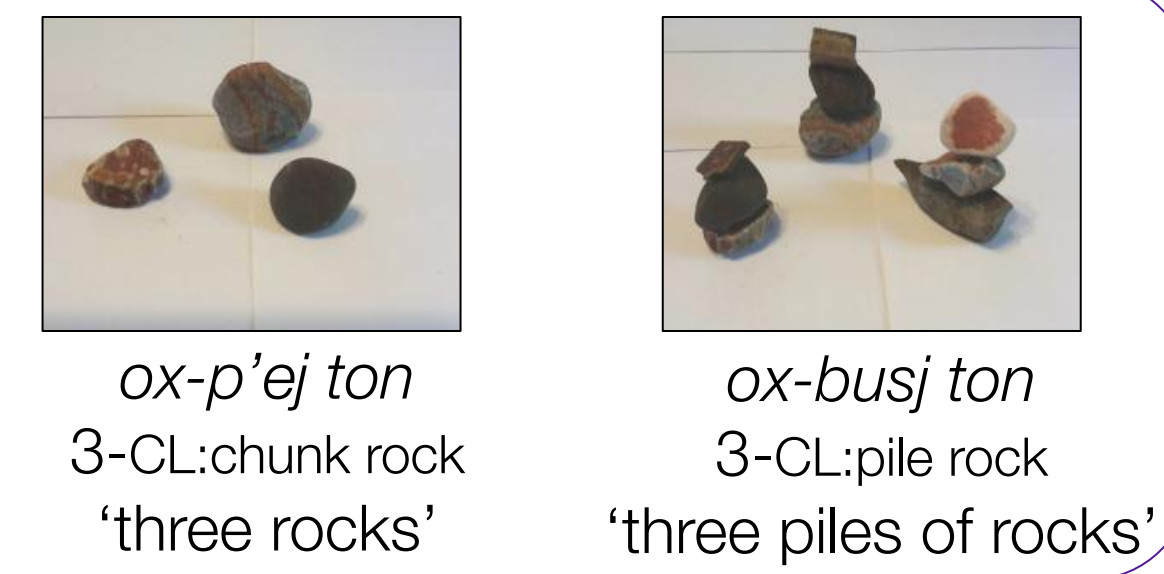 ox-p’ej ton
3-CL:chunk rock
‘three rocks’
ox-busj ton
3-CL:pile rock
‘three piles of rocks’